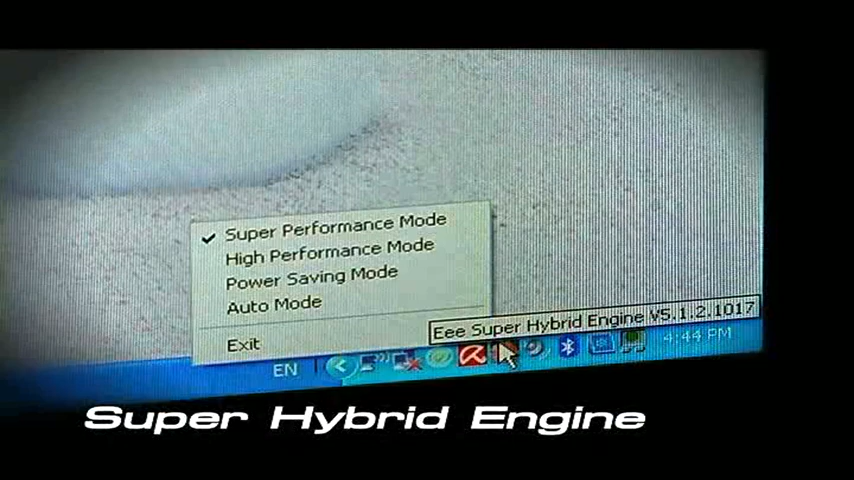 Super Performance Mode
High Performance Mode
Power Saving Mode
Auto Mode
Exit
Eee Super Hybrid Engine V5.1.2.1017
EN
4:44 PM
Super Hybrid Engine